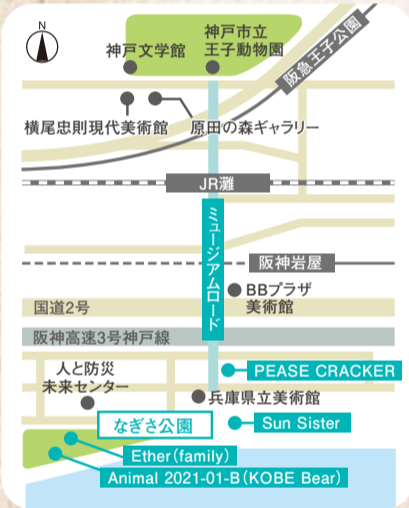 N
神戸市立
王子動物園
神戸文学館
阪急王子公園
横尾忠則現代美術館
原田の森ギャラリー
JR灘
ミュージアムロード
阪神岩屋
BBプラザ
美術館
国道2号
阪神高速3号神戸線
PEASE CRACKER
人と防災
未来センター
兵庫県立美術館
なぎさ公園
Sun Sister
Ether(family)
Animal 2021-01-B(KOBE Bear)